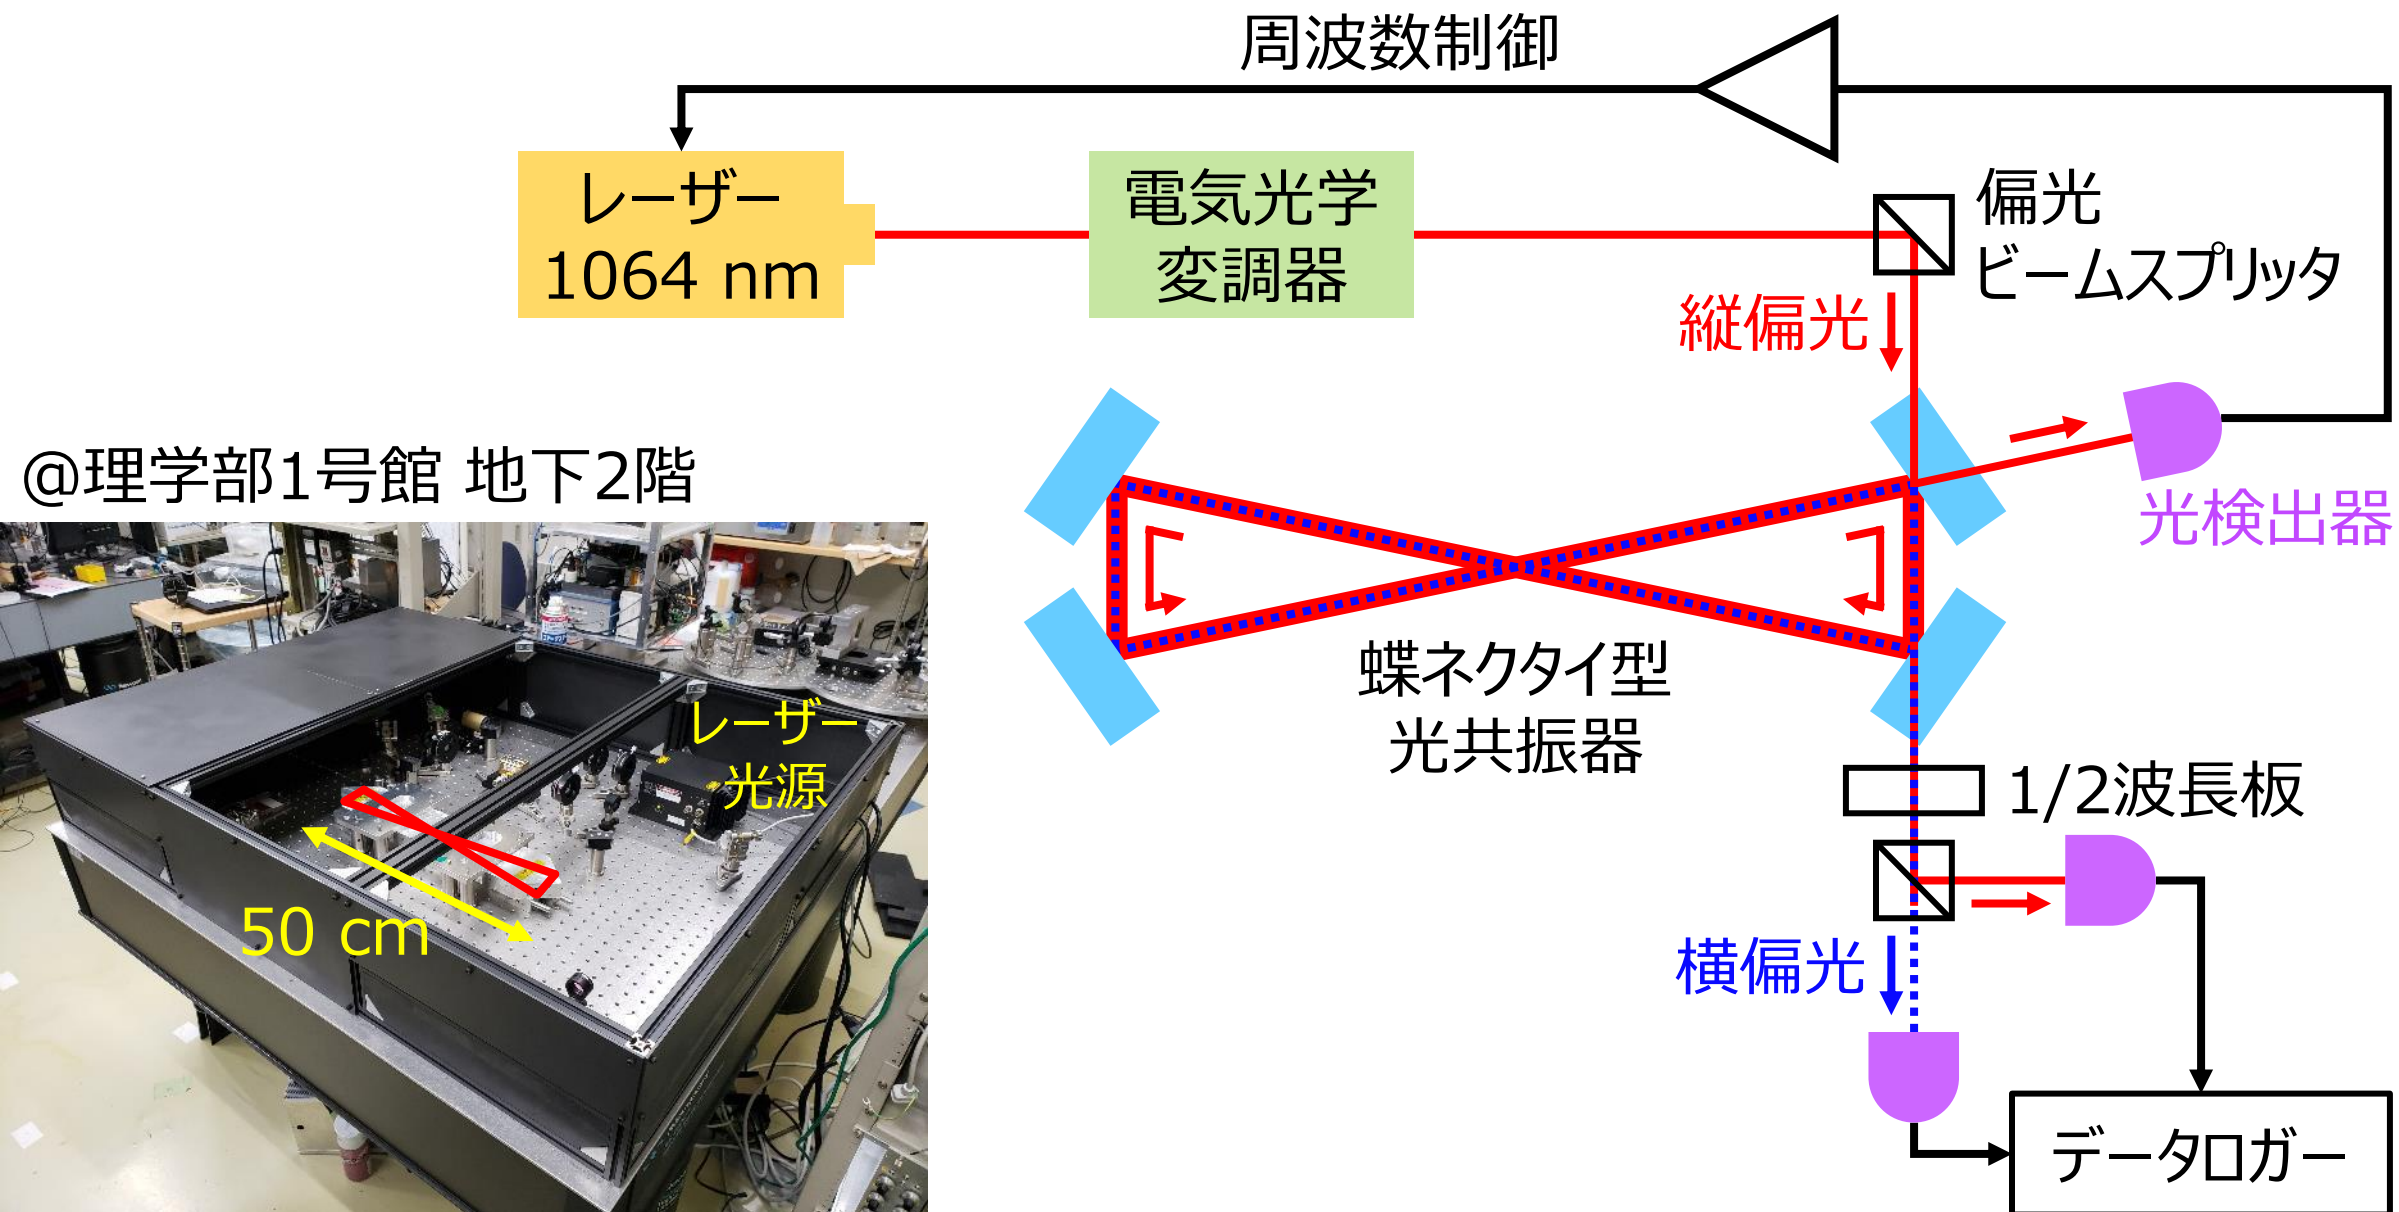 周波数制御
レーザー
1064 nm
電気光学
変調器
偏光
ビームスプリッタ
縦偏光
光検出器
@理学部1号館 地下2階
蝶ネクタイ型
光共振器
レーザー
光源
50 cm
1/2波長板
横偏光
データロガー